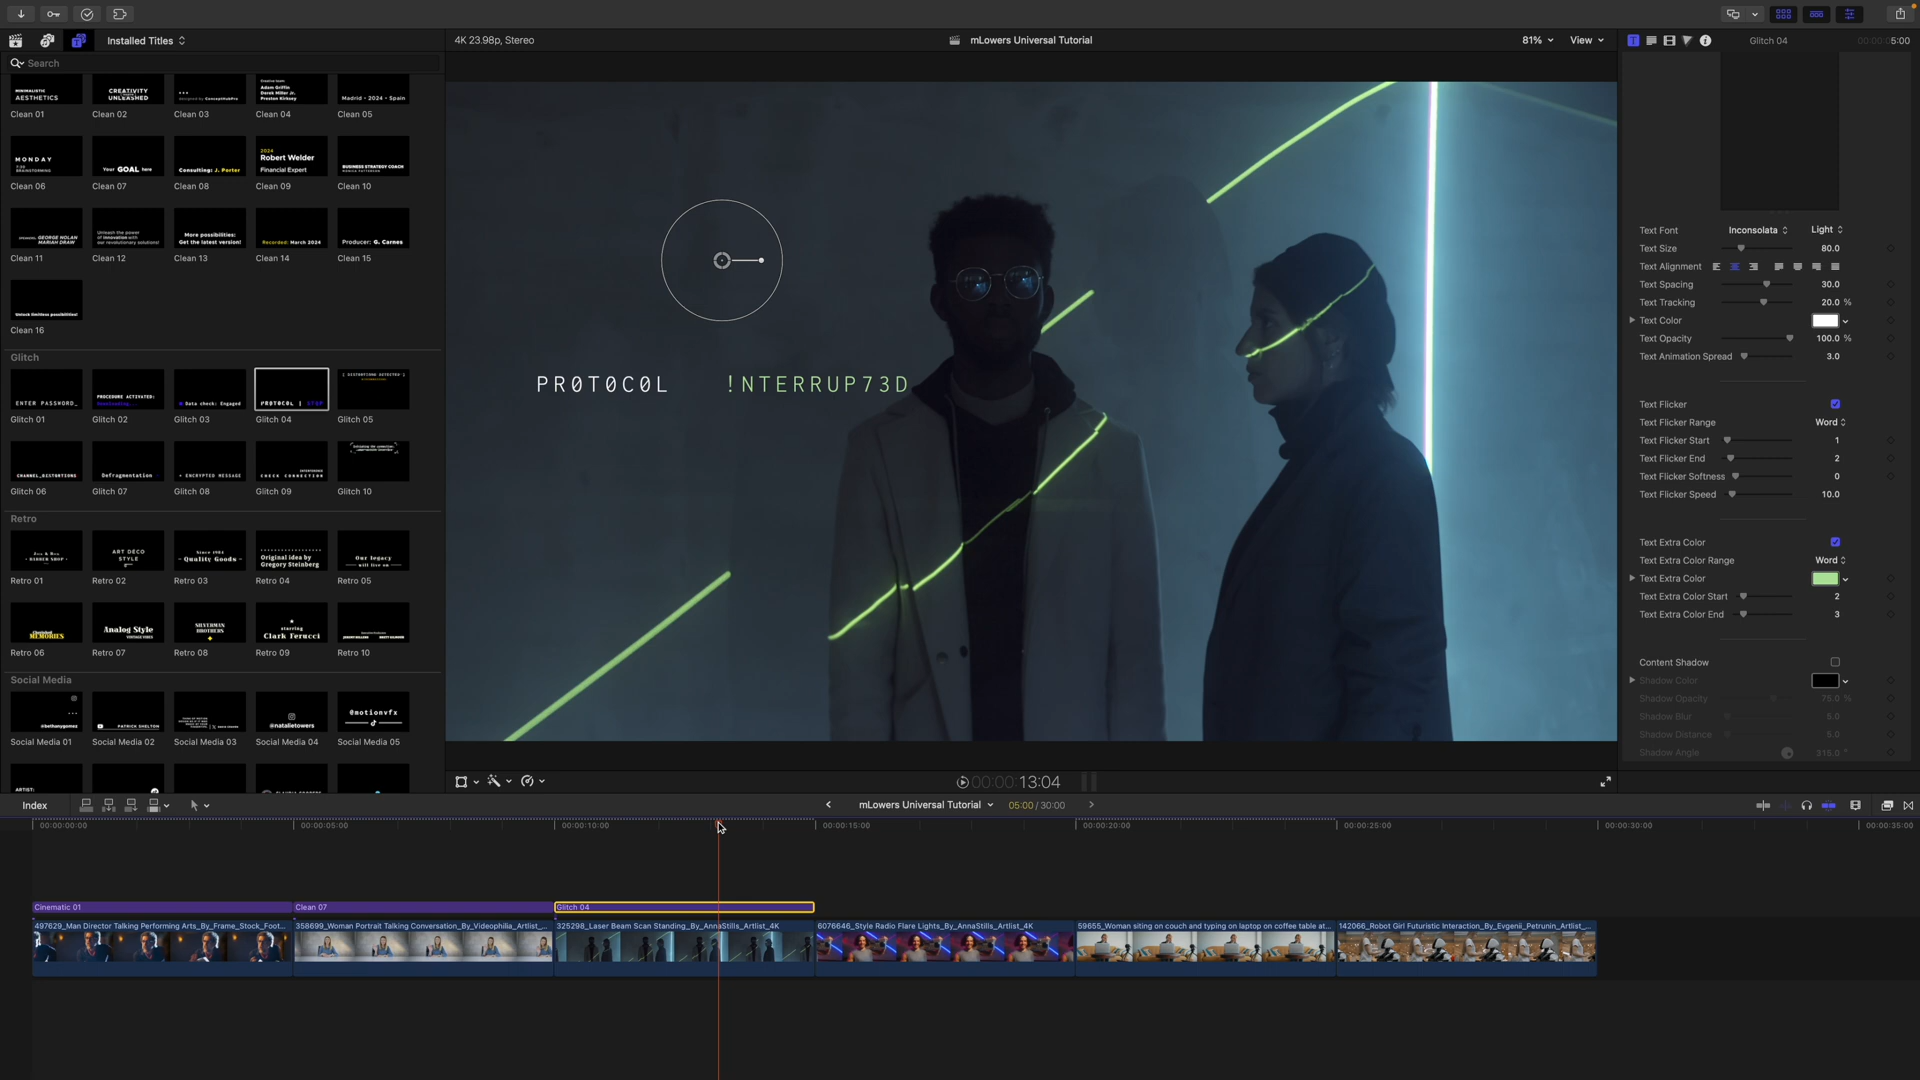 Installed Titles
4K 23.98p, Stereo
mLowers Universal Tutorial
81%
View
Glitch 04
00:00:05:00
Search
MINIMALISTIC
AESTHETICS
CREATIVITY
UNLEASHED
Designed by ConceptHubPro
Creative team
Adam Griffin
Derek Miller Jr.
Preston Kirksey
Madrid - 2024 - Spain
Clean 01
Clean 02
Clean 03
Clean 04
Clean 05
MONDAY
7:30
BRAINSTORMING
Your GOAL here
Consulting: J. Porter
2024
Robert Welder
Financial Expert
BUSINESS STRATEGY COACH
Clean 06
Clean 07
Clean 08
Clean 09
Clean 10
SPEAKERS: GEORGE NOLAN
MARIAH DRAW
Unleash the power
of innovation with
our revolutionary solutions!
More possibilities:
Get the latest version!
Recorded: March 2024
Producer: G. Carnes
Clean 11
Clean 12
Clean 13
Clean 14
Clean 15
Unlock limitless possibilities!
Clean 16
Glitch
ENTER PASSWORD_
PROCEDURE ACTIVATED:
Data check: Engaged
PR0T0C0L | ST0P
[ DISTORTIONS DETECTED ]
Glitch 01
Glitch 02
Glitch 03
Glitch 04
Glitch 05
CHANNEL_DISTORTIONS
Defragmentation
+ ENCRYPTED MESSAGE
INTERFERENCE
CHECK CONNECTION
Glitch 06
Glitch 07
Glitch 08
Glitch 09
Glitch 10
Retro
Joe & Roy
• BARBER SHOP •
ART DÉCO
STYLE
Since 1984
- Quality Goods -
Original idea by
Gregory Steinberg
Our legacy
will live on
Retro 01
Retro 02
Retro 03
Retro 04
Retro 05
MEMORIES
Analog Style
VINTAGE VIBES
SILVERMAN
BROTHERS
starring
Clark Ferucci
Retro 06
Retro 07
Retro 08
Retro 09
Retro 10
Social Media
@bethanygomez
PATRICK SHELTON
@natalietowers
@motionvfx
Social Media 01
Social Media 02
Social Media 03
Social Media 04
Social Media 05
ARTIST:
PR0T0C0L !NTERRUP73D
Text Font
Inconsolata
Light
Text Size
80.0
Text Alignment
Text Spacing
30.0
Text Tracking
20.0 %
Text Color
Text Opacity
100.0 %
Text Animation Spread
3.0
Text Flicker
Text Flicker Range
Word
Text Flicker Start
1
Text Flicker End
2
Text Flicker Softness
0
Text Flicker Speed
10.0
Text Extra Color
Text Extra Color Range
Word
Text Extra Color
Text Extra Color Start
2
Text Extra Color End
3
Content Shadow
Shadow Color
Shadow Opacity
75.0 %
Shadow Blur
5.0
Shadow Distance
5.0
Shadow Angle
315.0 °
00:00:13:04
Index
mLowers Universal Tutorial
05:00 / 30:00
00:00:00:00
00:00:05:00
00:00:10:00
00:00:15:00
00:00:20:00
00:00:25:00
00:00:30:00
00:00:35:00
Cinematic 01
Clean 07
Glitch 04
497629_Man Director Talking Performing Arts_By_Frame_Stock_Foot...
358699_Woman Portrait Talking Conversation_By_Videophilia_Artlist_...
325298_Laser Beam Scan Standing_By_AnnaStills_Artlist_4K
6076646_Style Radio Flare Lights_By_AnnaStills_Artlist_4K
59655_Woman siting on couch and typing on laptop on coffee table at...
142066_Robot Girl Futuristic Interaction_By_Evgenii_Petrunin_Artlist_...